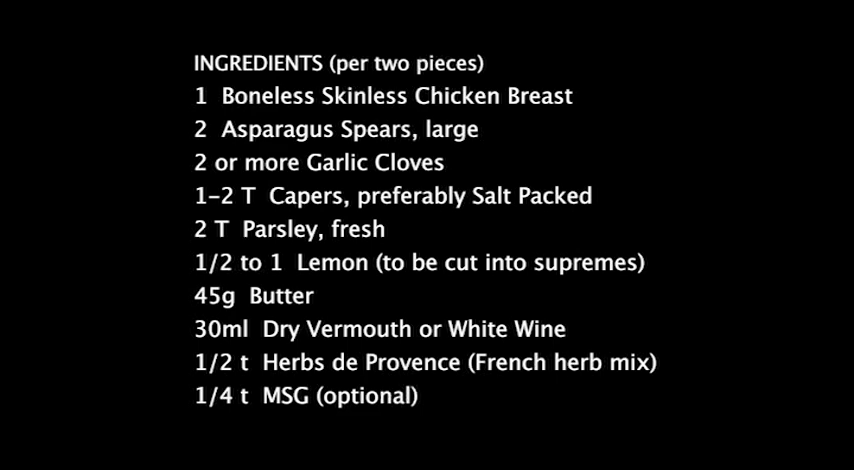 INGREDIENTS (per two pieces)
1 Boneless Skinless Chicken Breast
2 Asparagus Spears, large
2 or more Garlic Cloves
1-2 T Capers, preferably Salt Packed
2 T Parsley, fresh
1/2 to 1 Lemon (to be cut into supremes)
45g Butter
30ml Dry Vermouth or White Wine
1/2 t Herbs de Provence (French herb mix)
1/4 t MSG (optional)